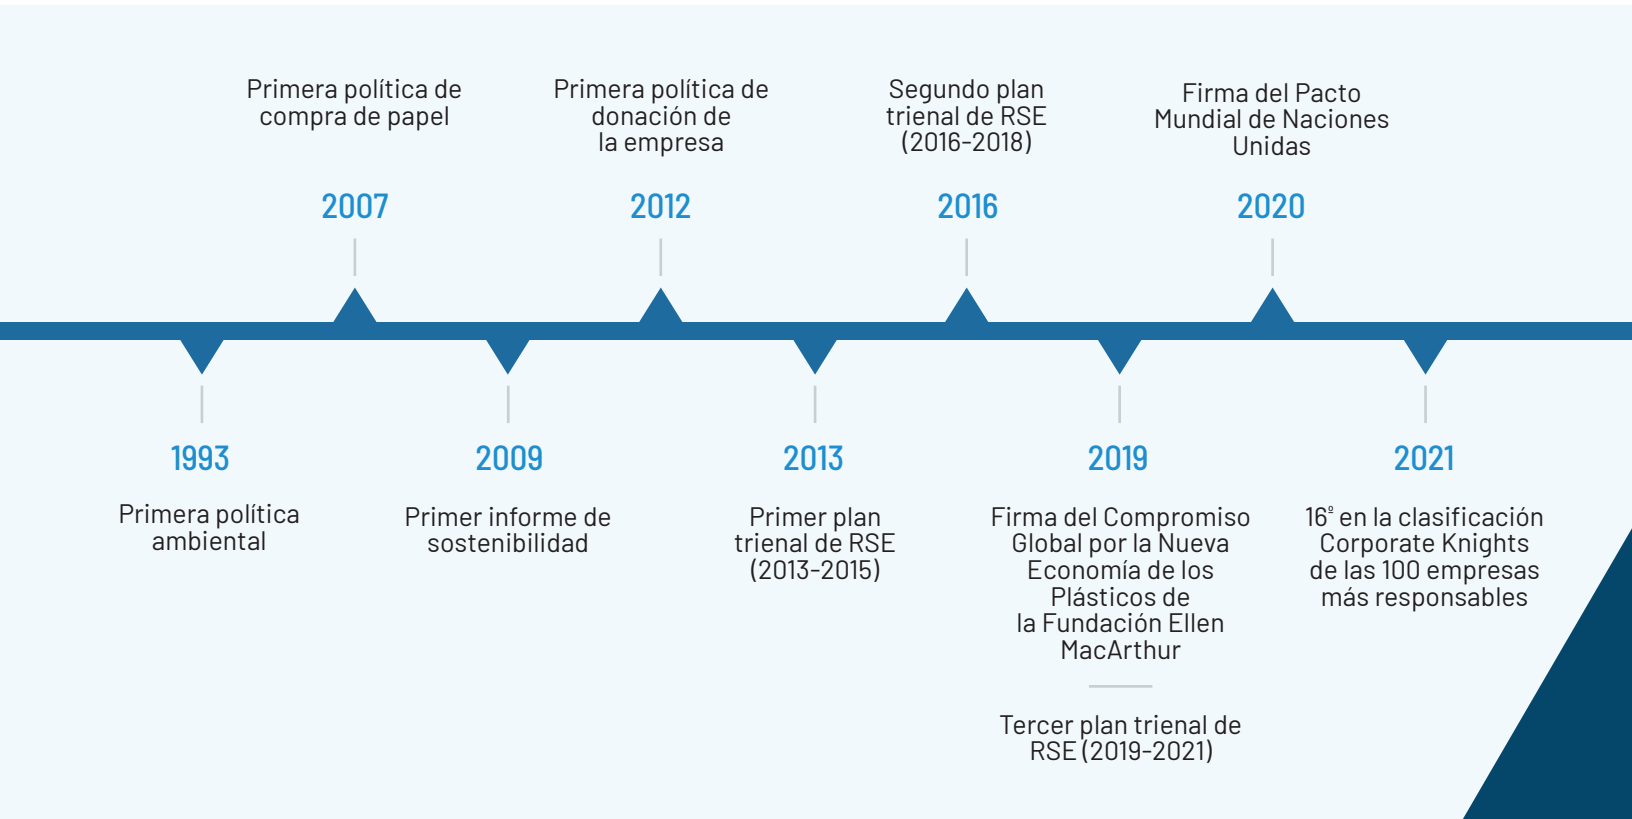 Primera política de
compra de papel
2007
Primera política de
donación de
la empresa
2012
Segundo plan
trienal de RSE
(2016-2018)
2016
Firma del Pacto
Mundial de Naciones
Unidas
2020
1993
Primera política
ambiental
2009
Primer informe de
sostenibilidad
2013
Primer plan
trienal de RSE
(2013-2015)
2019
Firma del Compromiso
Global por la Nueva
Economía de los
Plásticos de
la Fundación Ellen
MacArthur
Tercer plan trienal de
RSE (2019-2021)
2021
16º en la clasificación
Corporate Knights
de las 100 empresas
más responsables